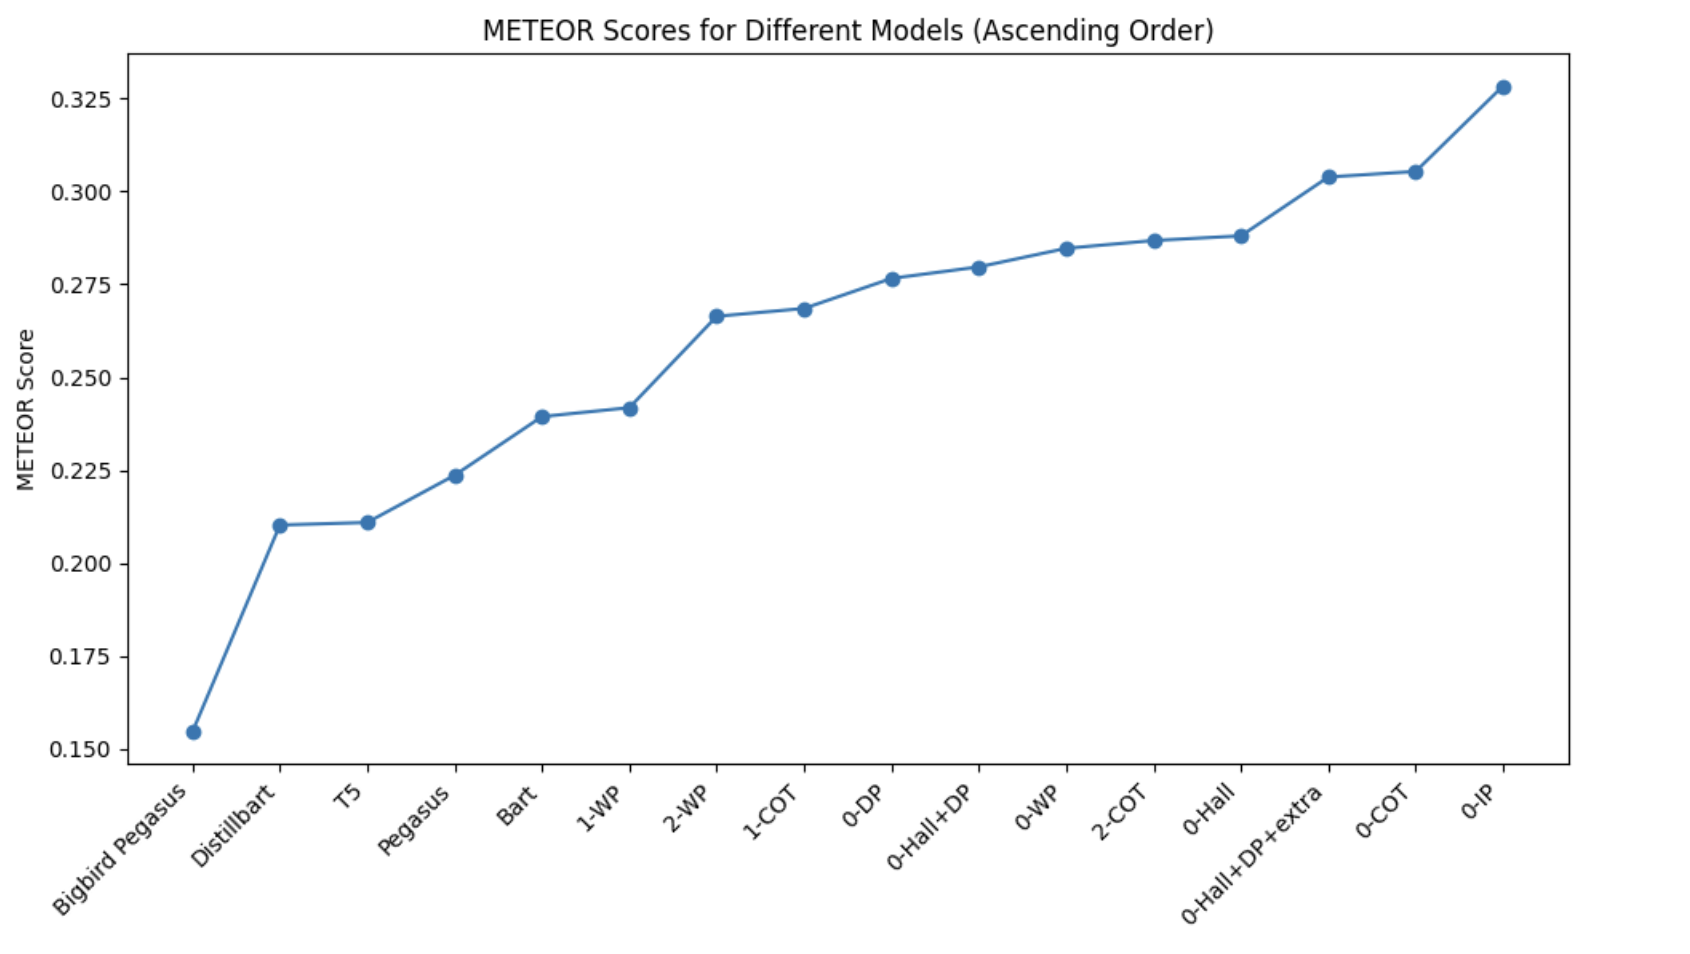 METEOR Scores for Different Models (Ascending Order)
METEOR Score
0.325
0.300
0.275
0.250
0.225
0.200
0.175
0.150
Bigbird Pegasus
Distillbart
T5
Pegasus
Bart
1-WP
2-WP
1-COT
0-DP
0-Hall+DP
0-WP
2-COT
0-Hall
0-Hall+DP+extra
0-COT
0-IP